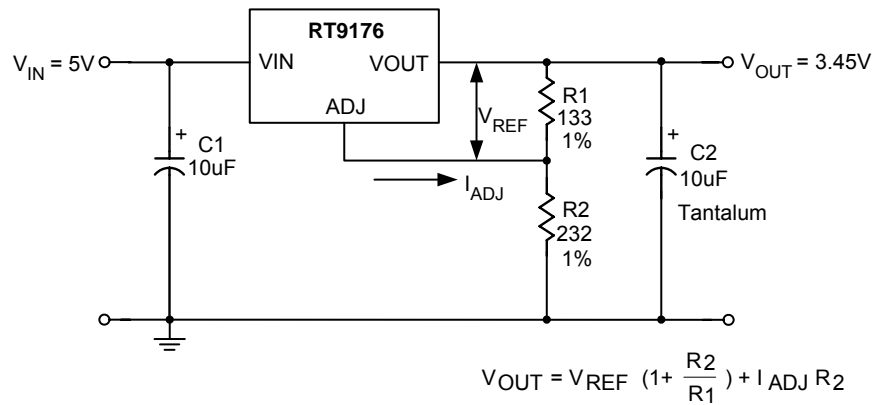 RT9176
V_IN = 5V
VIN
VOUT
V_OUT = 3.45V
ADJ
R1
133
1%
V_REF
+
C1
10uF
+
C2
10uF
Tantalum
I_ADJ
R2
232
1%
V_OUT = V_REF (1+ R2/R1) + I_ADJ R_2